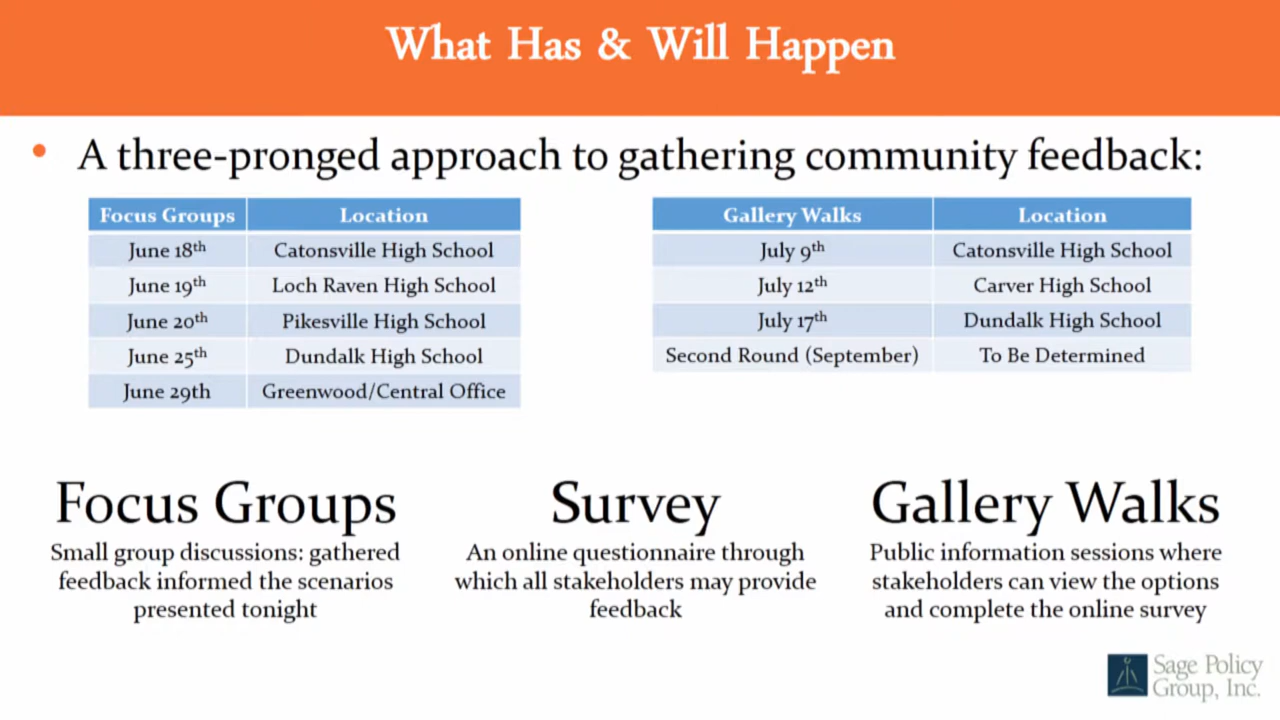 What Has & Will Happen
• A three-pronged approach to gathering community feedback:
Focus Groups Location
June 18th Catonsville High School
June 19th Loch Raven High School
June 20th Pikesville High School
June 25th Dundalk High School
June 29th Greenwood/Central Office
Gallery Walks Location
July 9th Catonsville High School
July 12th Carver High School
July 17th Dundalk High School
Second Round (September) To Be Determined
Focus Groups
Small group discussions: gathered
feedback informed the scenarios
presented tonight
Survey
An online questionnaire through
which all stakeholders may provide
feedback
Gallery Walks
Public information sessions where
stakeholders can view the options
and complete the online survey
Sage Policy
Group, Inc.